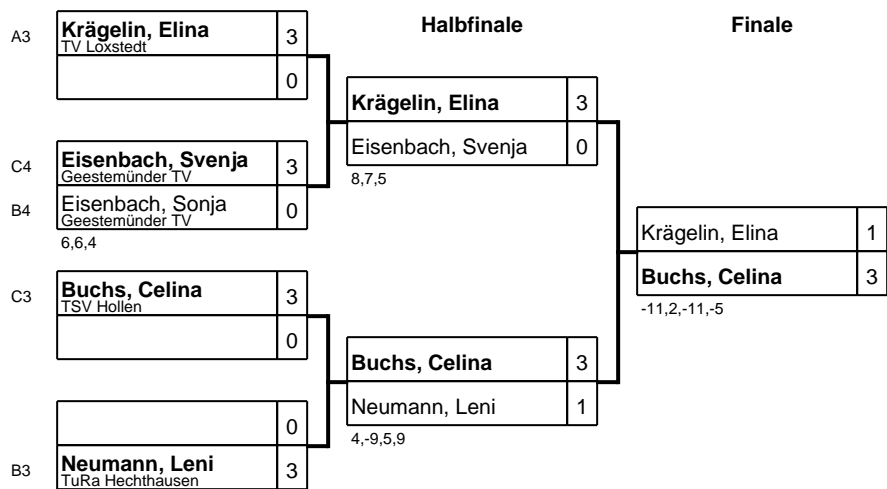 Halbfinale
Finale
A3 Krägelin, Elina 3
TV Loxstedt
0
Krägelin, Elina 3
Eisenbach, Svenja 0
8,7,5
C4 Eisenbach, Svenja 3
Geestemünder TV
B4 Eisenbach, Sonja 0
Geestemünder TV
6,6,4
Krägelin, Elina 1
Buchs, Celina 3
-11,2,-11,-5
C3 Buchs, Celina 3
TSV Hollen
0
Buchs, Celina 3
Neumann, Leni 1
4,-9,5,9
0
B3 Neumann, Leni 3
TuRa Hechthausen